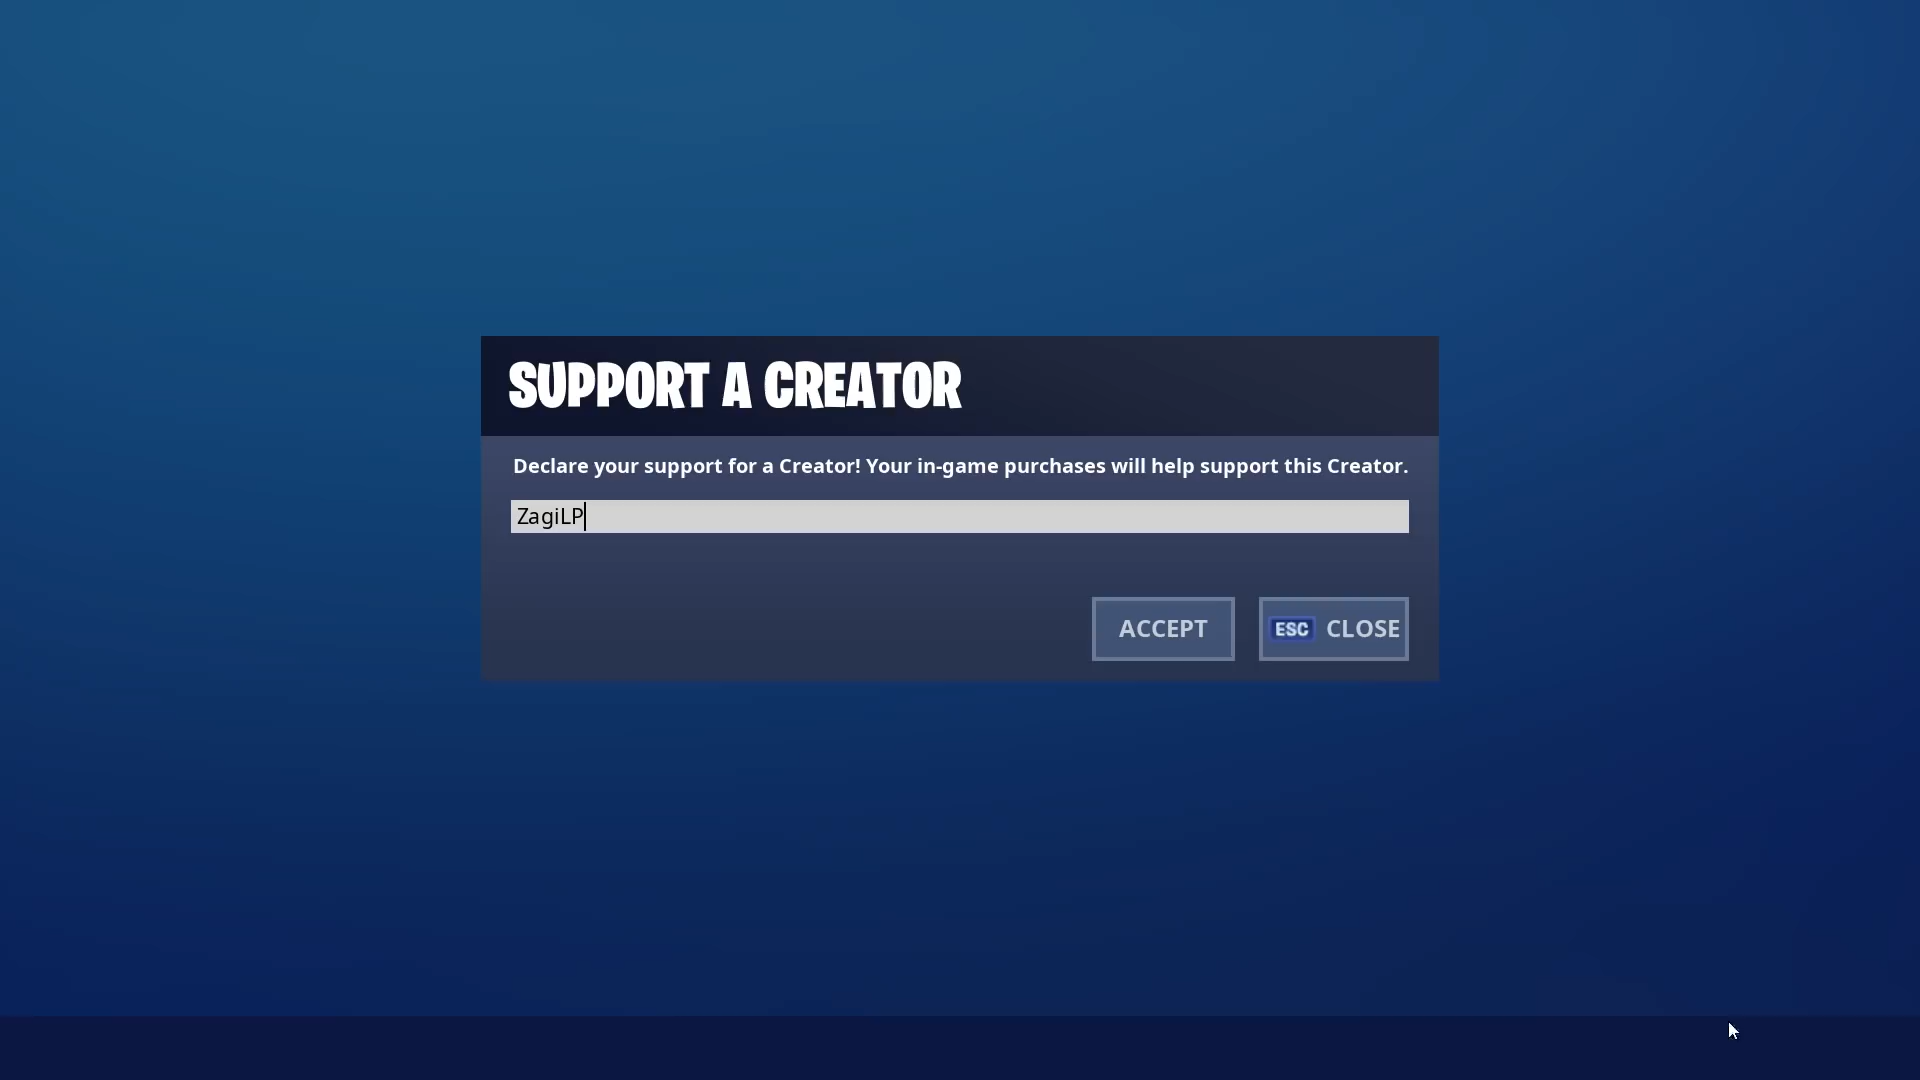 SUPPORT A CREATOR
Declare your support for a Creator! Your in-game purchases will help support this Creator.
ZagiLP
ACCEPT
ESC CLOSE